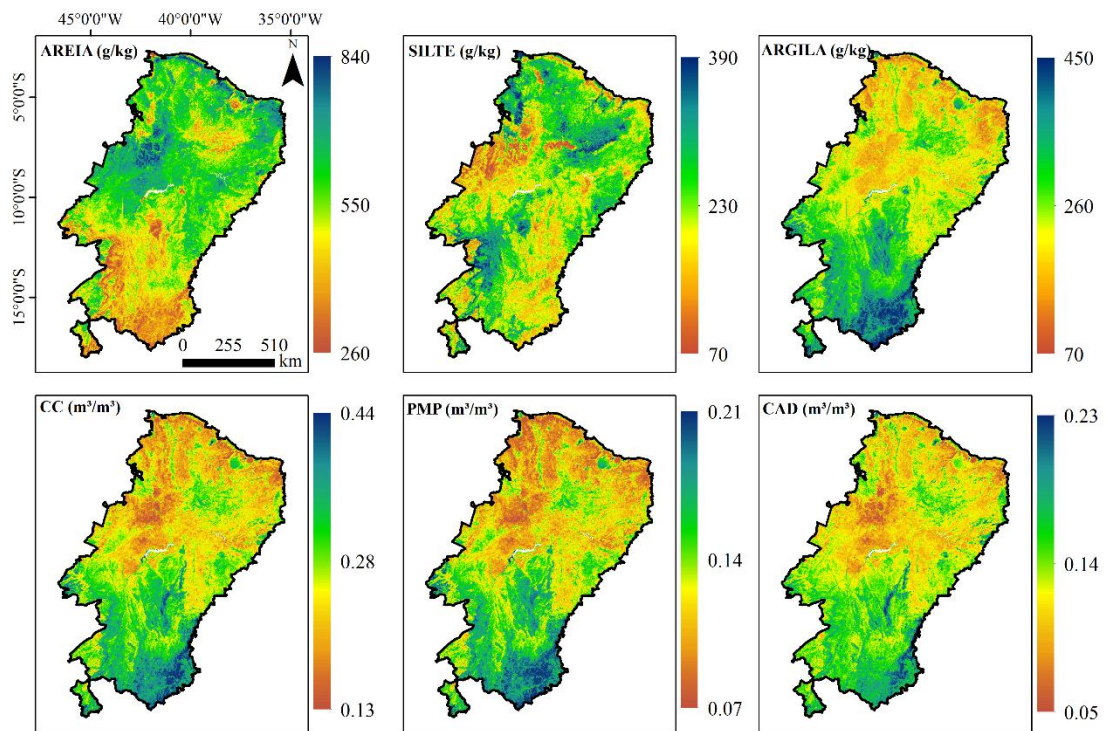 45°0'0"W 40°0'0"W 35°0'0"W
AREIA (g/kg)
N
840
550
260
5°0'0"S
10°0'0"S
15°0'0"S
0 255 510
km
SILTE (g/kg)
390
230
70
ARGILA (g/kg)
450
260
70
CC (m³/m³)
0.44
0.28
0.13
PMP (m³/m³)
0.21
0.14
0.07
CAD (m³/m³)
0.23
0.14
0.05